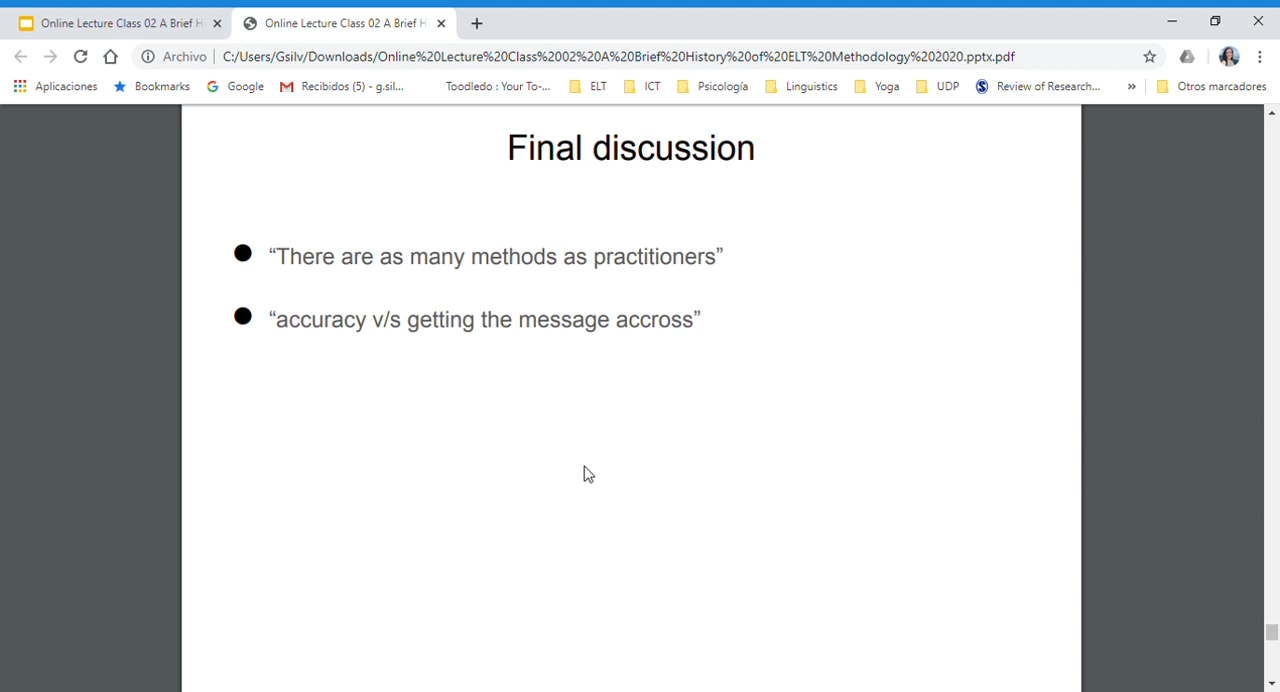 Online Lecture Class 02 A Brief H
Online Lecture Class 02 A Brief H
Archivo
C:/Users/Gsilv/Downloads/Online%20Lecture%20Class%2002%20A%20Brief%20History%20of%20ELT%20Methodology%202020.pptx.pdf
Aplicaciones Bookmarks Google Recibidos (5) - g.sil... Toodledo : Your To-... ELT ICT Psicología Linguistics Yoga UDP Review of Research... » Otros marcadores
Final discussion
● “There are as many methods as practitioners”
● “accuracy v/s getting the message accross”